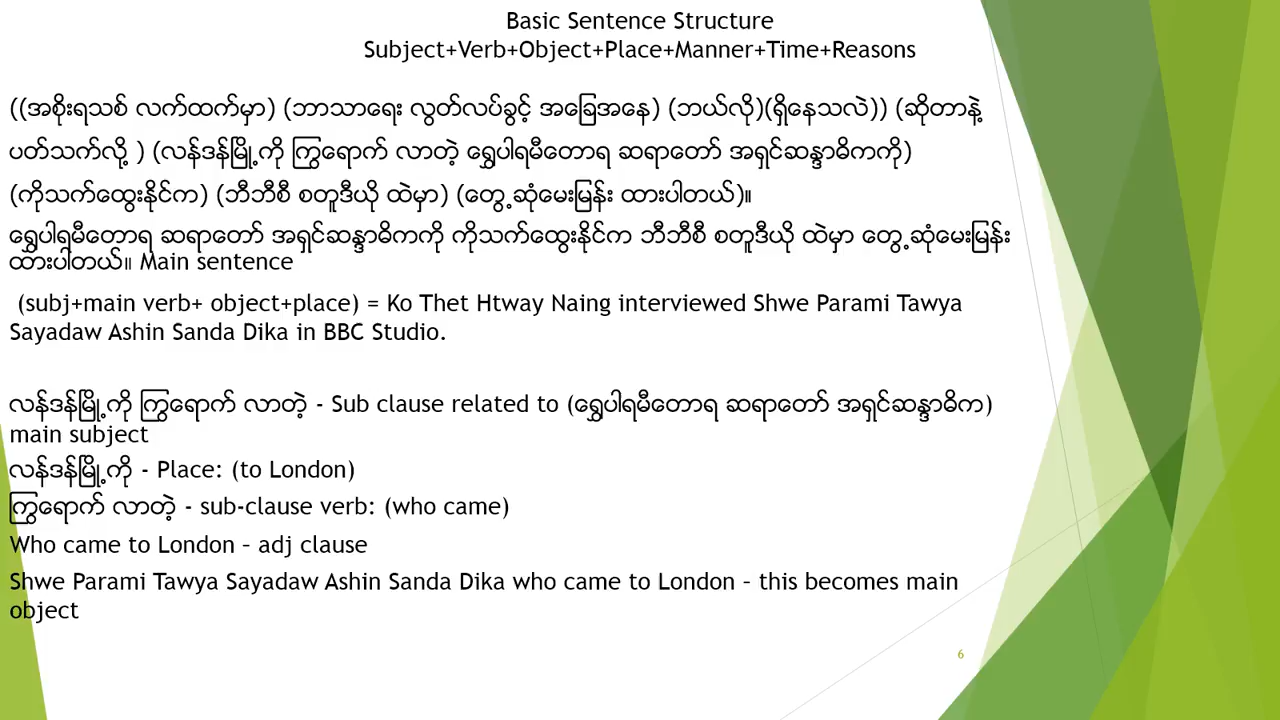 Basic Sentence Structure
Subject+Verb+Object+Place+Manner+Time+Reasons
((အစိုးရသစ် လက်ထက်မှာ) (ဘာသာရေး လွတ်လပ်ခွင့် အခြေအနေ) (ဘယ်လို)(ရှိနေသလဲ)) (ဆိုတာနဲ့
ပတ်သက်လို့ ) (လန်ဒန်မြို့ကို ကြွရောက် လာတဲ့ ရွှေပါရမီတောရ ဆရာတော် အရှင်ဆန္ဒာဓိကကို)
(ကိုသက်ထွေးနိုင်က) (ဘီဘီစီ စတူဒီယို ထဲမှာ) (တွေ့ဆုံမေးမြန်း ထားပါတယ်)။
ရွှေပါရမီတောရ ဆရာတော် အရှင်ဆန္ဒာဓိကကို ကိုသက်ထွေးနိုင်က ဘီဘီစီ စတူဒီယို ထဲမှာ တွေ့ဆုံမေးမြန်း
ထားပါတယ်။ Main sentence
(subj+main verb+ object+place) = Ko Thet Htway Naing interviewed Shwe Parami Tawya
Sayadaw Ashin Sanda Dika in BBC Studio.
လန်ဒန်မြို့ကို ကြွရောက် လာတဲ့ - Sub clause related to (ရွှေပါရမီတောရ ဆရာတော် အရှင်ဆန္ဒာဓိက)
main subject
လန်ဒန်မြို့ကို - Place: (to London)
ကြွရောက် လာတဲ့ - sub-clause verb: (who came)
Who came to London – adj clause
Shwe Parami Tawya Sayadaw Ashin Sanda Dika who came to London – this becomes main
object
6